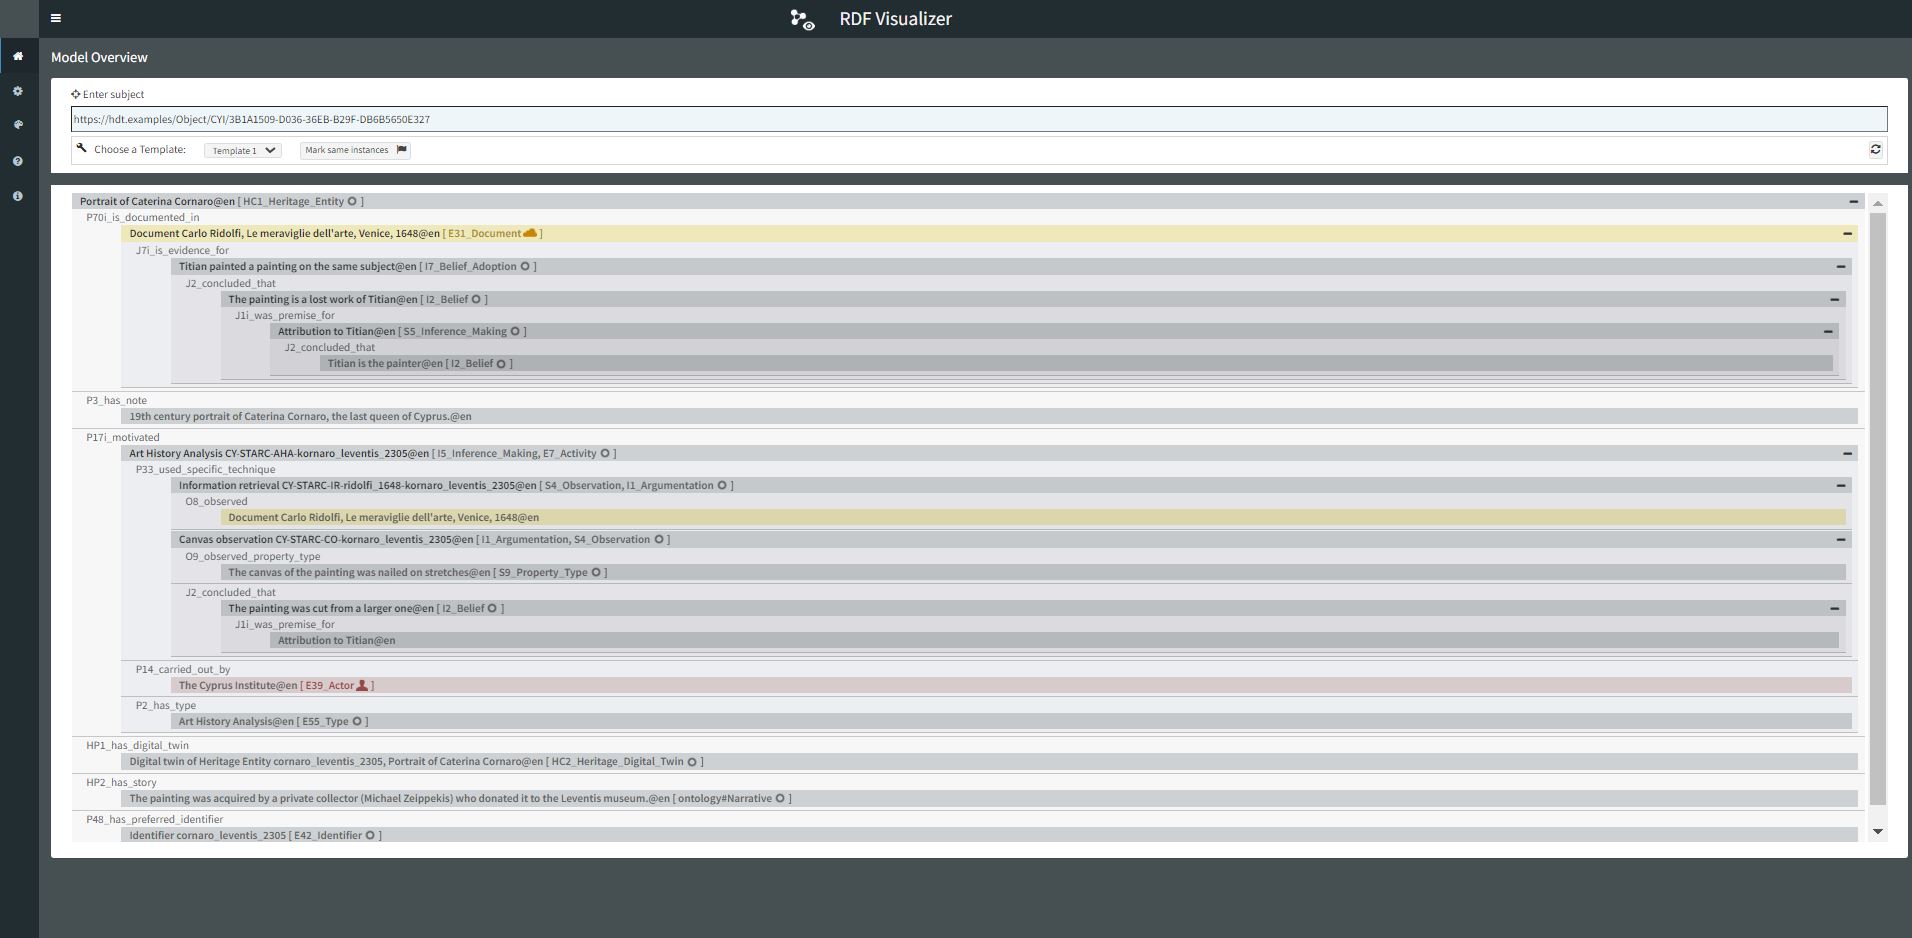 RDF Visualizer
Model Overview
Enter subject
https://hdt.examples/Object/CYI/3B1A1509-D036-36EB-B29F-DB6B5650E327
Choose a Template: Template 1 Mark same instances
Portrait of Caterina Cornaro@en [ HC1_Heritage_Entity ]
P70i_is_documented_in
Document Carlo Ridolfi, Le meraviglie dell'arte, Venice, 1648@en [ E31_Document ]
J7i_is_evidence_for
Titian painted a painting on the same subject@en [ I7_Belief_Adoption ]
J2_concluded_that
The painting is a lost work of Titian@en [ I2_Belief ]
J1i_was_premise_for
Attribution to Titian@en [ S5_Inference_Making ]
J2_concluded_that
Titian is the painter@en [ I2_Belief ]
P3_has_note
19th century portrait of Caterina Cornaro, the last queen of Cyprus.@en
P17i_motivated
Art History Analysis CY-STARC-AHA-kornaro_leventis_2305@en [ I5_Inference_Making, E7_Activity ]
P33_used_specific_technique
Information retrieval CY-STARC-IR-ridolfi_1648-kornaro_leventis_2305@en [ S4_Observation, I1_Argumentation ]
O8_observed
Document Carlo Ridolfi, Le meraviglie dell'arte, Venice, 1648@en
Canvas observation CY-STARC-CO-kornaro_leventis_2305@en [ I1_Argumentation, S4_Observation ]
O9_observed_property_type
The canvas of the painting was nailed on stretches@en [ S9_Property_Type ]
J2_concluded_that
The painting was cut from a larger one@en [ I2_Belief ]
J1i_was_premise_for
Attribution to Titian@en
P14_carried_out_by
The Cyprus Institute@en [ E39_Actor ]
P2_has_type
Art History Analysis@en [ E55_Type ]
HP1_has_digital_twin
Digital twin of Heritage Entity cornaro_leventis_2305, Portrait of Caterina Cornaro@en [ HC2_Heritage_Digital_Twin ]
HP2_has_story
The painting was acquired by a private collector (Michael Zeippekis) who donated it to the Leventis museum.@en [ ontology#Narrative ]
P48_has_preferred_identifier
Identifier cornaro_leventis_2305 [ E42_Identifier ]